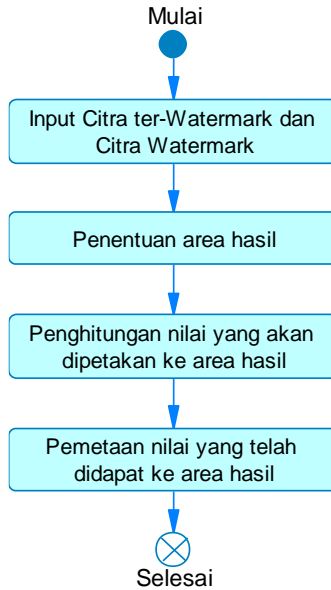 Mulai
Input Citra ter-Watermark dan
Citra Watermark
Penentuan area hasil
Penghitungan nilai yang akan
dipetakan ke area hasil
Pemetaan nilai yang telah
didapat ke area hasil
Selesai